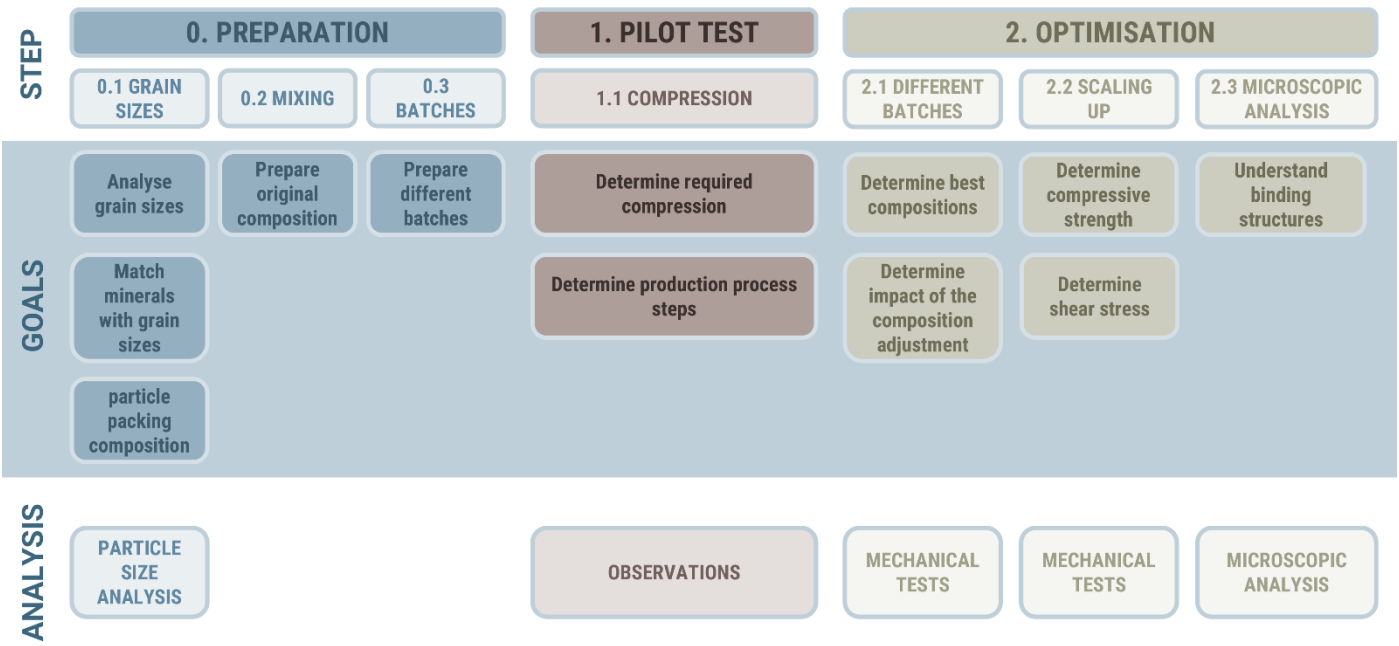 STEP
0. PREPARATION
1. PILOT TEST
2. OPTIMISATION
0.1 GRAIN
SIZES
0.2 MIXING
0.3
BATCHES
1.1 COMPRESSION
2.1 DIFFERENT
BATCHES
2.2 SCALING
UP
2.3 MICROSCOPIC
ANALYSIS
GOALS
Analyse
grain sizes
Prepare
original
composition
Prepare
different
batches
Determine required
compression
Determine best
compositions
Determine
compressive
strength
Understand
binding
structures
Match
minerals
with grain
sizes
Determine production process
steps
Determine
impact of the
composition
adjustment
Determine
shear stress
particle
packing
composition
ANALYSIS
PARTICLE
SIZE
ANALYSIS
OBSERVATIONS
MECHANICAL
TESTS
MECHANICAL
TESTS
MICROSCOPIC
ANALYSIS